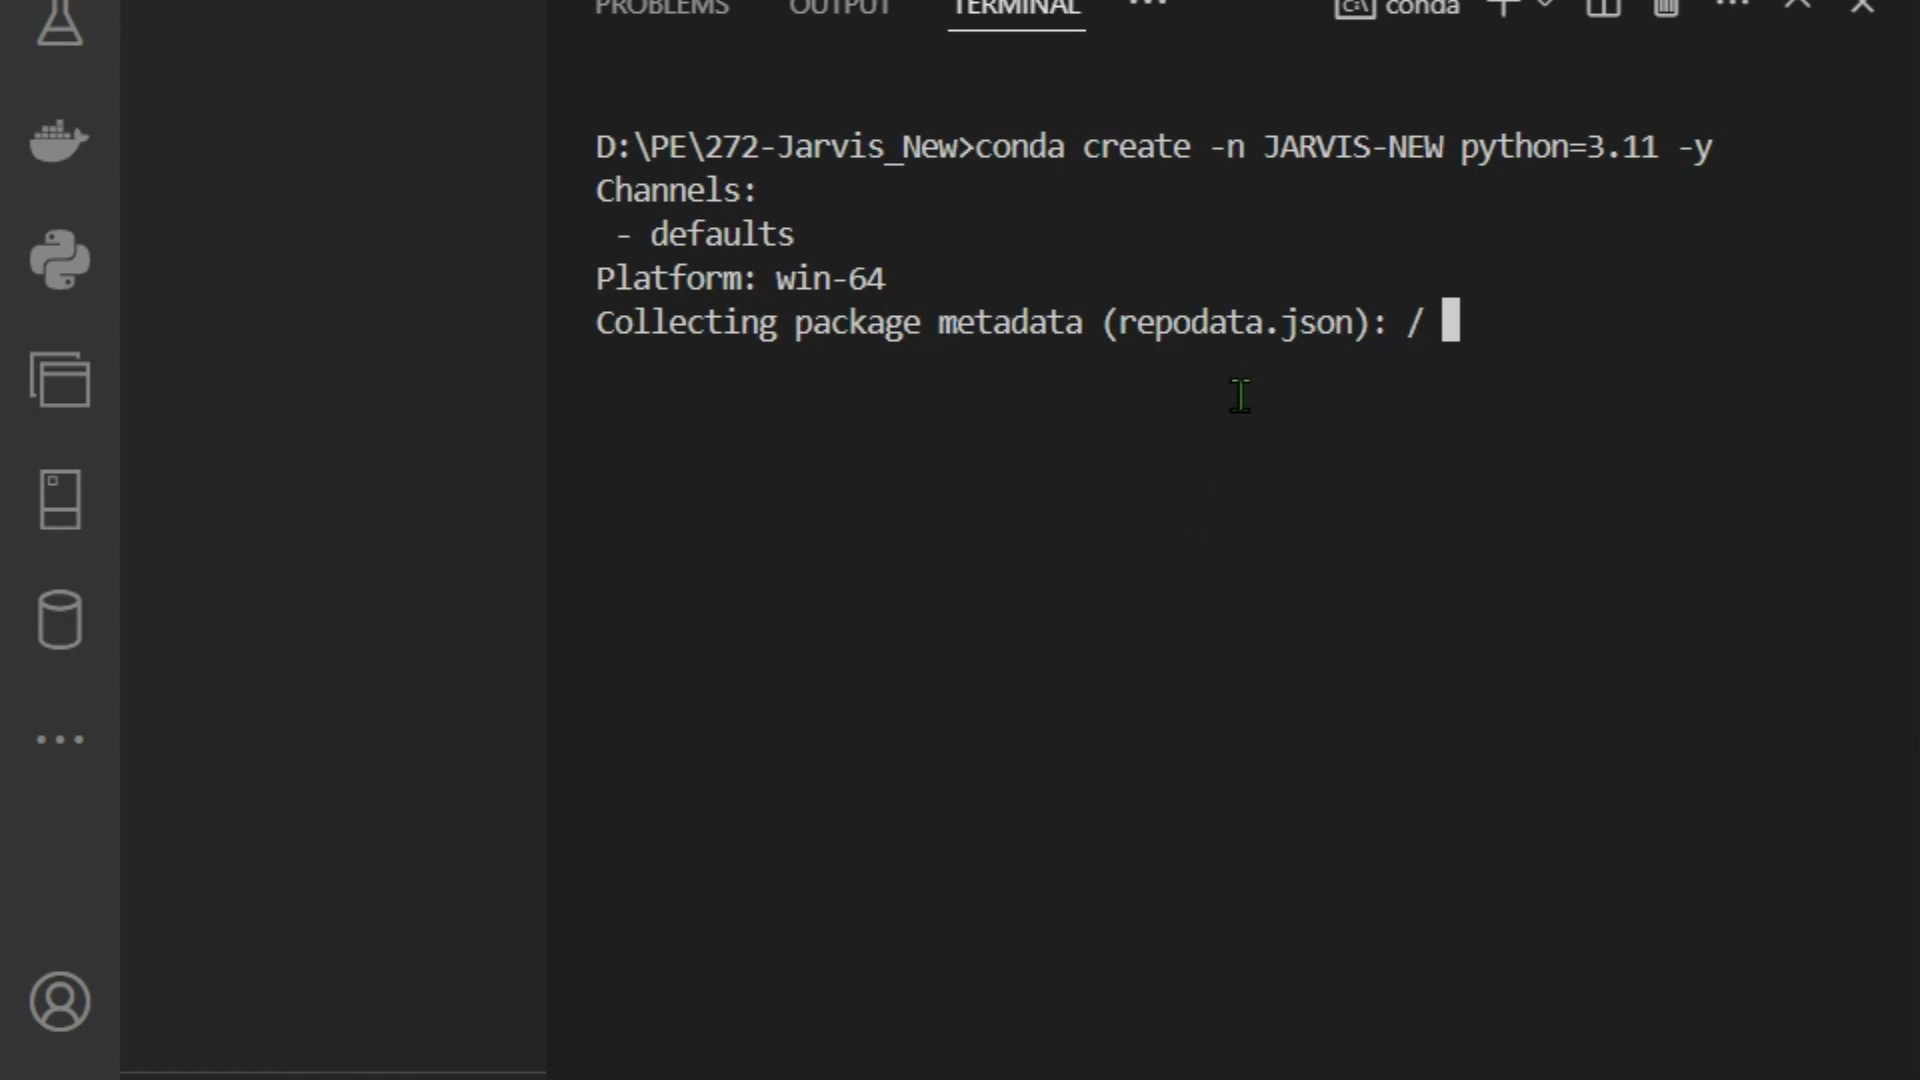 PROBLEMS OUTPUT TERMINAL ... conda
D:\PE\272-Jarvis_New>conda create -n JARVIS-NEW python=3.11 -y
Channels:
- defaults
Platform: win-64
Collecting package metadata (repodata.json): /